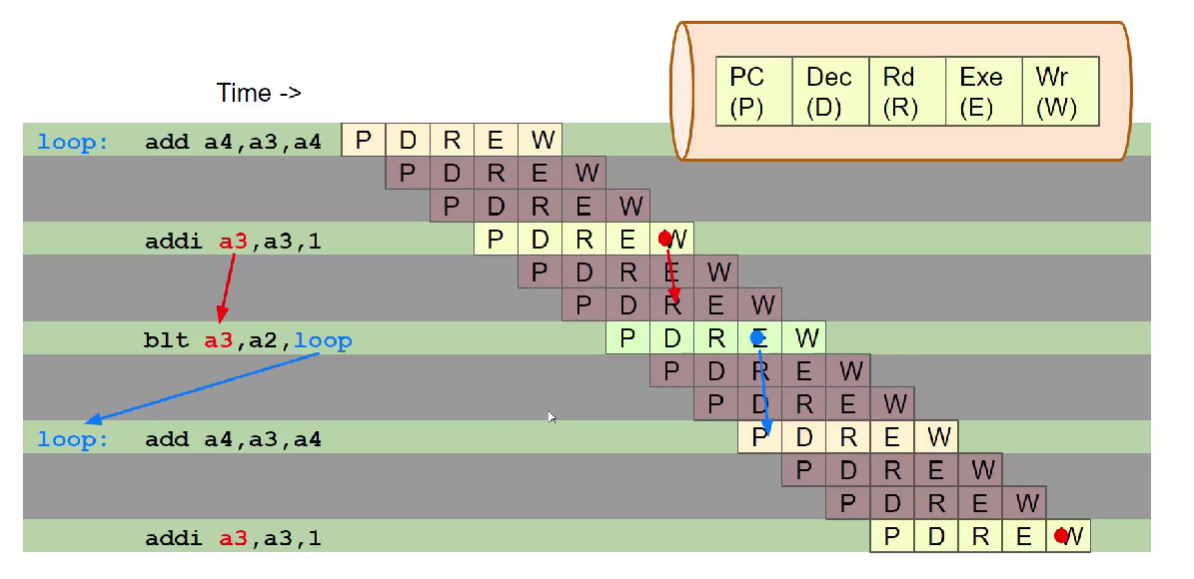 PC Dec Rd Exe Wr
(P) (D) (R) (E) (W)
Time ->
loop: add a4,a3,a4 P D R E W
P D R E W
P D R E W
addi a3,a3,1 P D R E W
P D R E W
P D R E W
blt a3,a2,loop P D R E W
P D R E W
P D R E W
loop: add a4,a3,a4 P D R E W
P D R E W
P D R E W
addi a3,a3,1 P D R E W